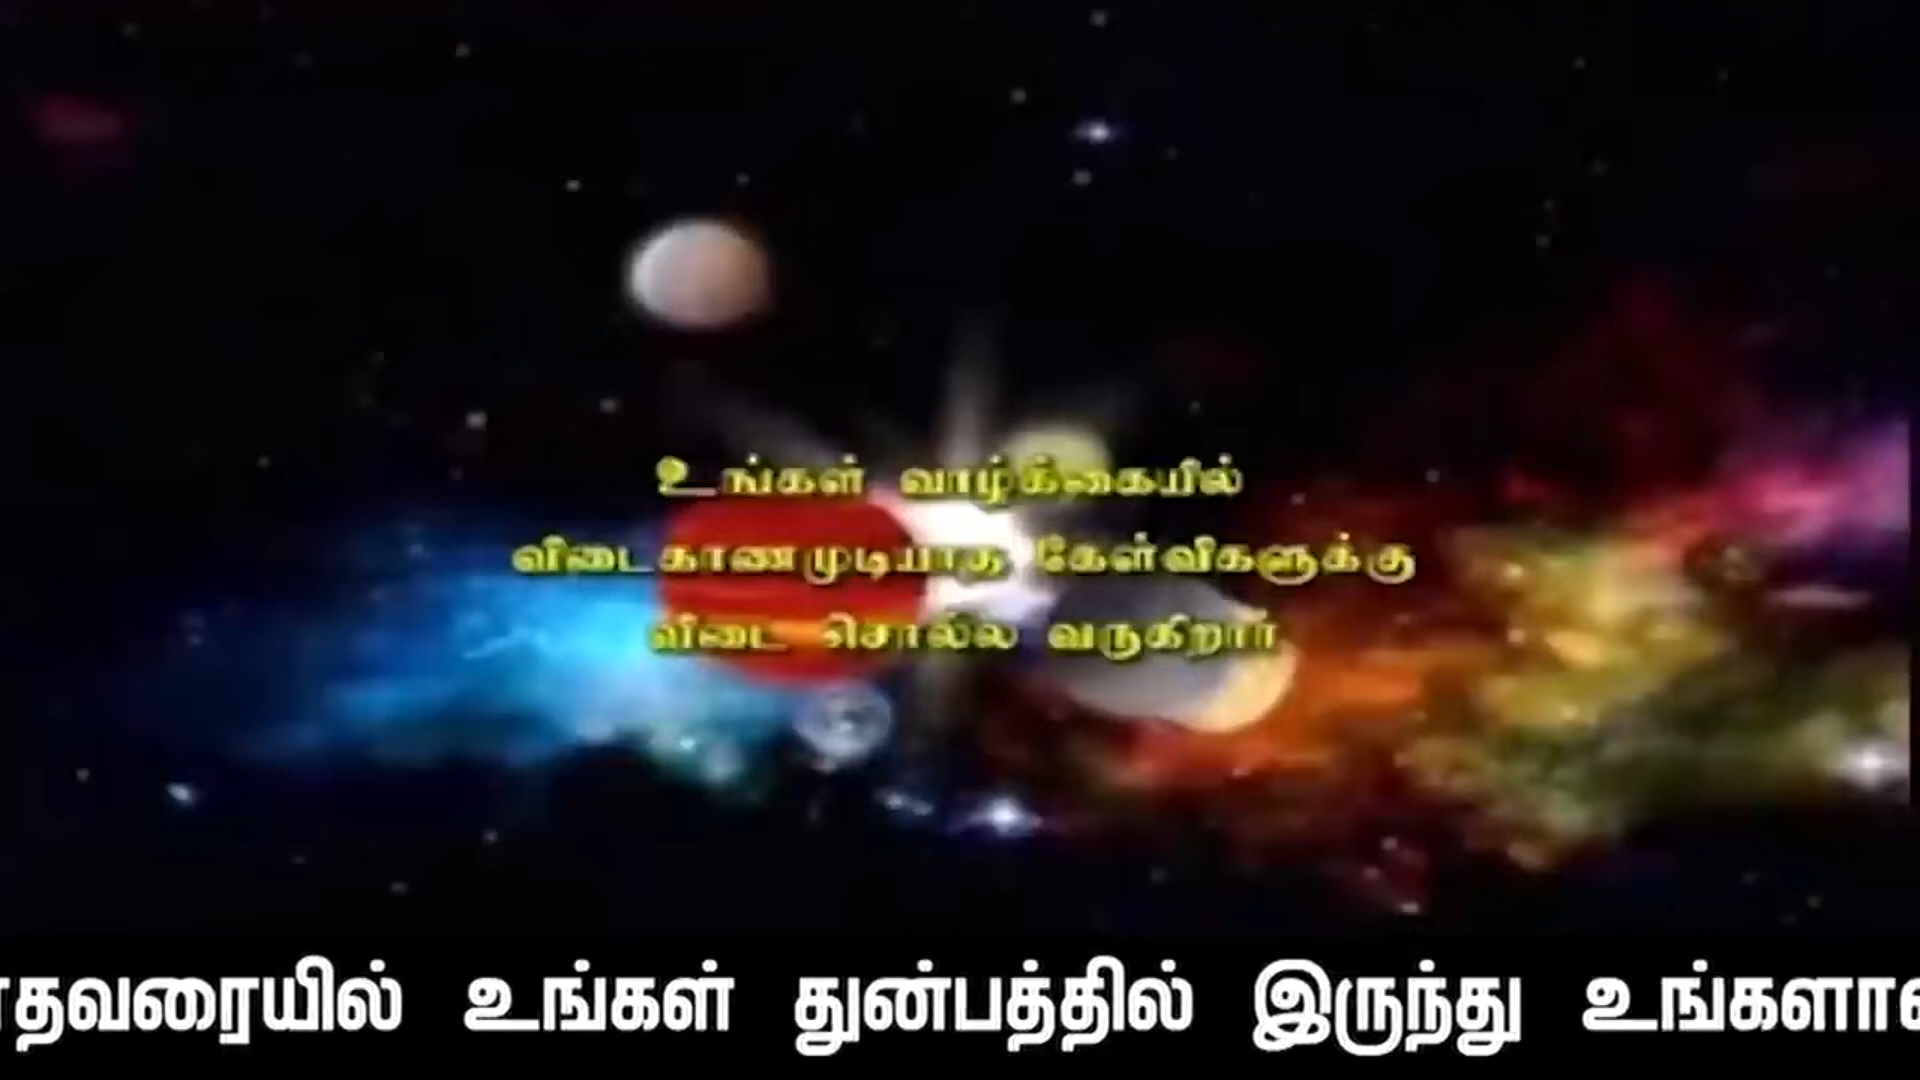 உங்கள் வாழ்க்கையில்
விடைகாணமுடியாத கேள்விகளுக்கு
விடை சொல்ல வருகிறார்
தவரையில் உங்கள் துன்பத்தில் இருந்து உங்களால்